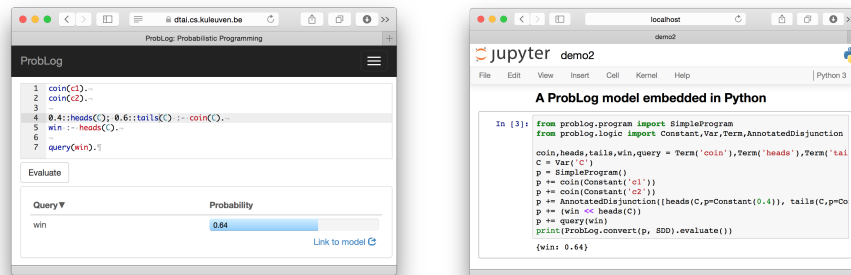 dtai.cs.kuleuven.be
ProbLog: Probabilistic Programming
ProbLog
1 coin(c1).
2 coin(c2).
3
4 0.4::heads(C); 0.6::tails(C) :- coin(C).
5 win :- heads(C).
6
7 query(win).¶
Evaluate
Query▼ Probability
win 0.64
Link to model
localhost
demo2
jupyter demo2
File Edit View Insert Cell Kernel Help Python 3
A ProbLog model embedded in Python
In [3]: from problog.program import SimpleProgram
from problog.logic import Constant,Var,Term,AnnotatedDisjunction
coin,heads,tails,win,query = Term('coin'),Term('heads'),Term('tai
C = Var('C')
p = SimpleProgram()
p += coin(Constant('c1'))
p += coin(Constant('c2'))
p += AnnotatedDisjunction([heads(C,p=Constant(0.4)), tails(C,p=Co
p += (win << heads(C))
p += query(win)
print(ProbLog.convert(p, SDD).evaluate())
{win: 0.64}